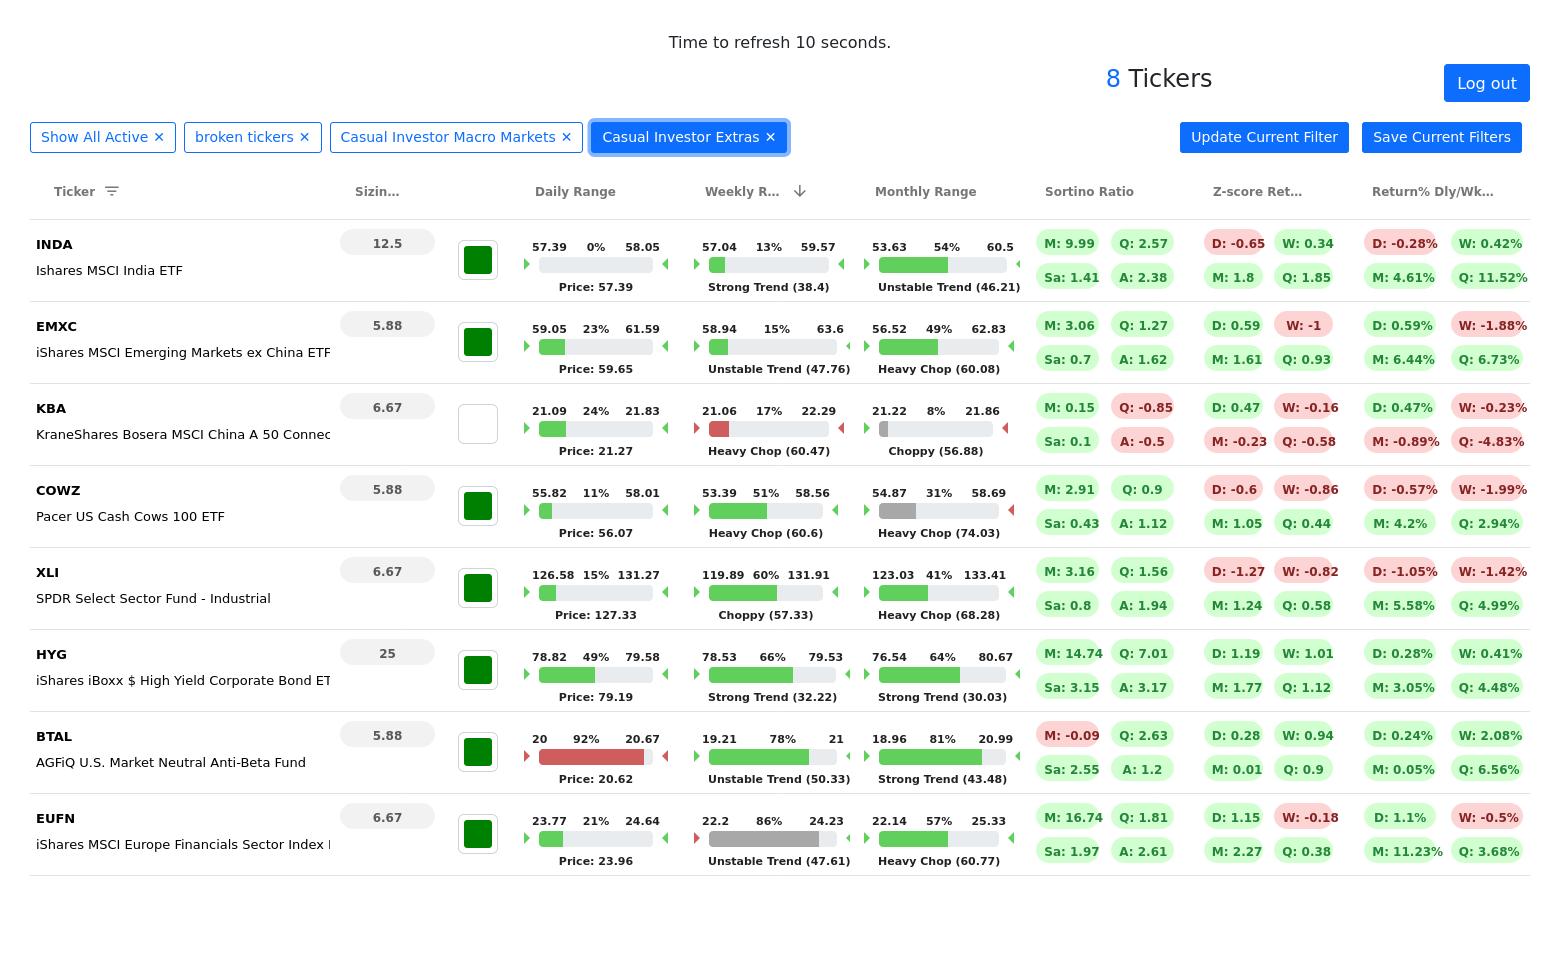 Time to refresh 10 seconds.
8 Tickers
Log out
Show All Active ✕ broken tickers ✕ Casual Investor Macro Markets ✕ Casual Investor Extras ✕ Update Current Filter Save Current Filters
Ticker Sizin... Daily Range Weekly R... Monthly Range Sortino Ratio Z-score Ret... Return% Dly/Wk...
INDA 12.5 57.39 0% 58.05 57.04 13% 59.57 53.63 54% 60.5 M: 9.99 Q: 2.57 D: -0.65 W: 0.34 D: -0.28% W: 0.42%
Ishares MSCI India ETF Sa: 1.41 A: 2.38 M: 1.8 Q: 1.85 M: 4.61% Q: 11.52%
Price: 57.39 Strong Trend (38.4) Unstable Trend (46.21)
EMXC 5.88 59.05 23% 61.59 58.94 15% 63.6 56.52 49% 62.83 M: 3.06 Q: 1.27 D: 0.59 W: -1 D: 0.59% W: -1.88%
iShares MSCI Emerging Markets ex China ETF Sa: 0.7 A: 1.62 M: 1.61 Q: 0.93 M: 6.44% Q: 6.73%
Price: 59.65 Unstable Trend (47.76) Heavy Chop (60.08)
KBA 6.67 21.09 24% 21.83 21.06 17% 22.29 21.22 8% 21.86 M: 0.15 Q: -0.85 D: 0.47 W: -0.16 D: 0.47% W: -0.23%
KraneShares Bosera MSCI China A 50 Connec Sa: 0.1 A: -0.5 M: -0.23 Q: -0.58 M: -0.89% Q: -4.83%
Price: 21.27 Heavy Chop (60.47) Choppy (56.88)
COWZ 5.88 55.82 11% 58.01 53.39 51% 58.56 54.87 31% 58.69 M: 2.91 Q: 0.9 D: -0.6 W: -0.86 D: -0.57% W: -1.99%
Pacer US Cash Cows 100 ETF Sa: 0.43 A: 1.12 M: 1.05 Q: 0.44 M: 4.2% Q: 2.94%
Price: 56.07 Heavy Chop (60.6) Heavy Chop (74.03)
XLI 6.67 126.58 15% 131.27 119.89 60% 131.91 123.03 41% 133.41 M: 3.16 Q: 1.56 D: -1.27 W: -0.82 D: -1.05% W: -1.42%
SPDR Select Sector Fund - Industrial Sa: 0.8 A: 1.94 M: 1.24 Q: 0.58 M: 5.58% Q: 4.99%
Price: 127.33 Choppy (57.33) Heavy Chop (68.28)
HYG 25 78.82 49% 79.58 78.53 66% 79.53 76.54 64% 80.67 M: 14.74 Q: 7.01 D: 1.19 W: 1.01 D: 0.28% W: 0.41%
iShares iBoxx $ High Yield Corporate Bond ET Sa: 3.15 A: 3.17 M: 1.77 Q: 1.12 M: 3.05% Q: 4.48%
Price: 79.19 Strong Trend (32.22) Strong Trend (30.03)
BTAL 5.88 20 92% 20.67 19.21 78% 21 18.96 81% 20.99 M: -0.09 Q: 2.63 D: 0.28 W: 0.94 D: 0.24% W: 2.08%
AGFiQ U.S. Market Neutral Anti-Beta Fund Sa: 2.55 A: 1.2 M: 0.01 Q: 0.9 M: 0.05% Q: 6.56%
Price: 20.62 Unstable Trend (50.33) Strong Trend (43.48)
EUFN 6.67 23.77 21% 24.64 22.2 86% 24.23 22.14 57% 25.33 M: 16.74 Q: 1.81 D: 1.15 W: -0.18 D: 1.1% W: -0.5%
iShares MSCI Europe Financials Sector Index Sa: 1.97 A: 2.61 M: 2.27 Q: 0.38 M: 11.23% Q: 3.68%
Price: 23.96 Unstable Trend (47.61) Heavy Chop (60.77)